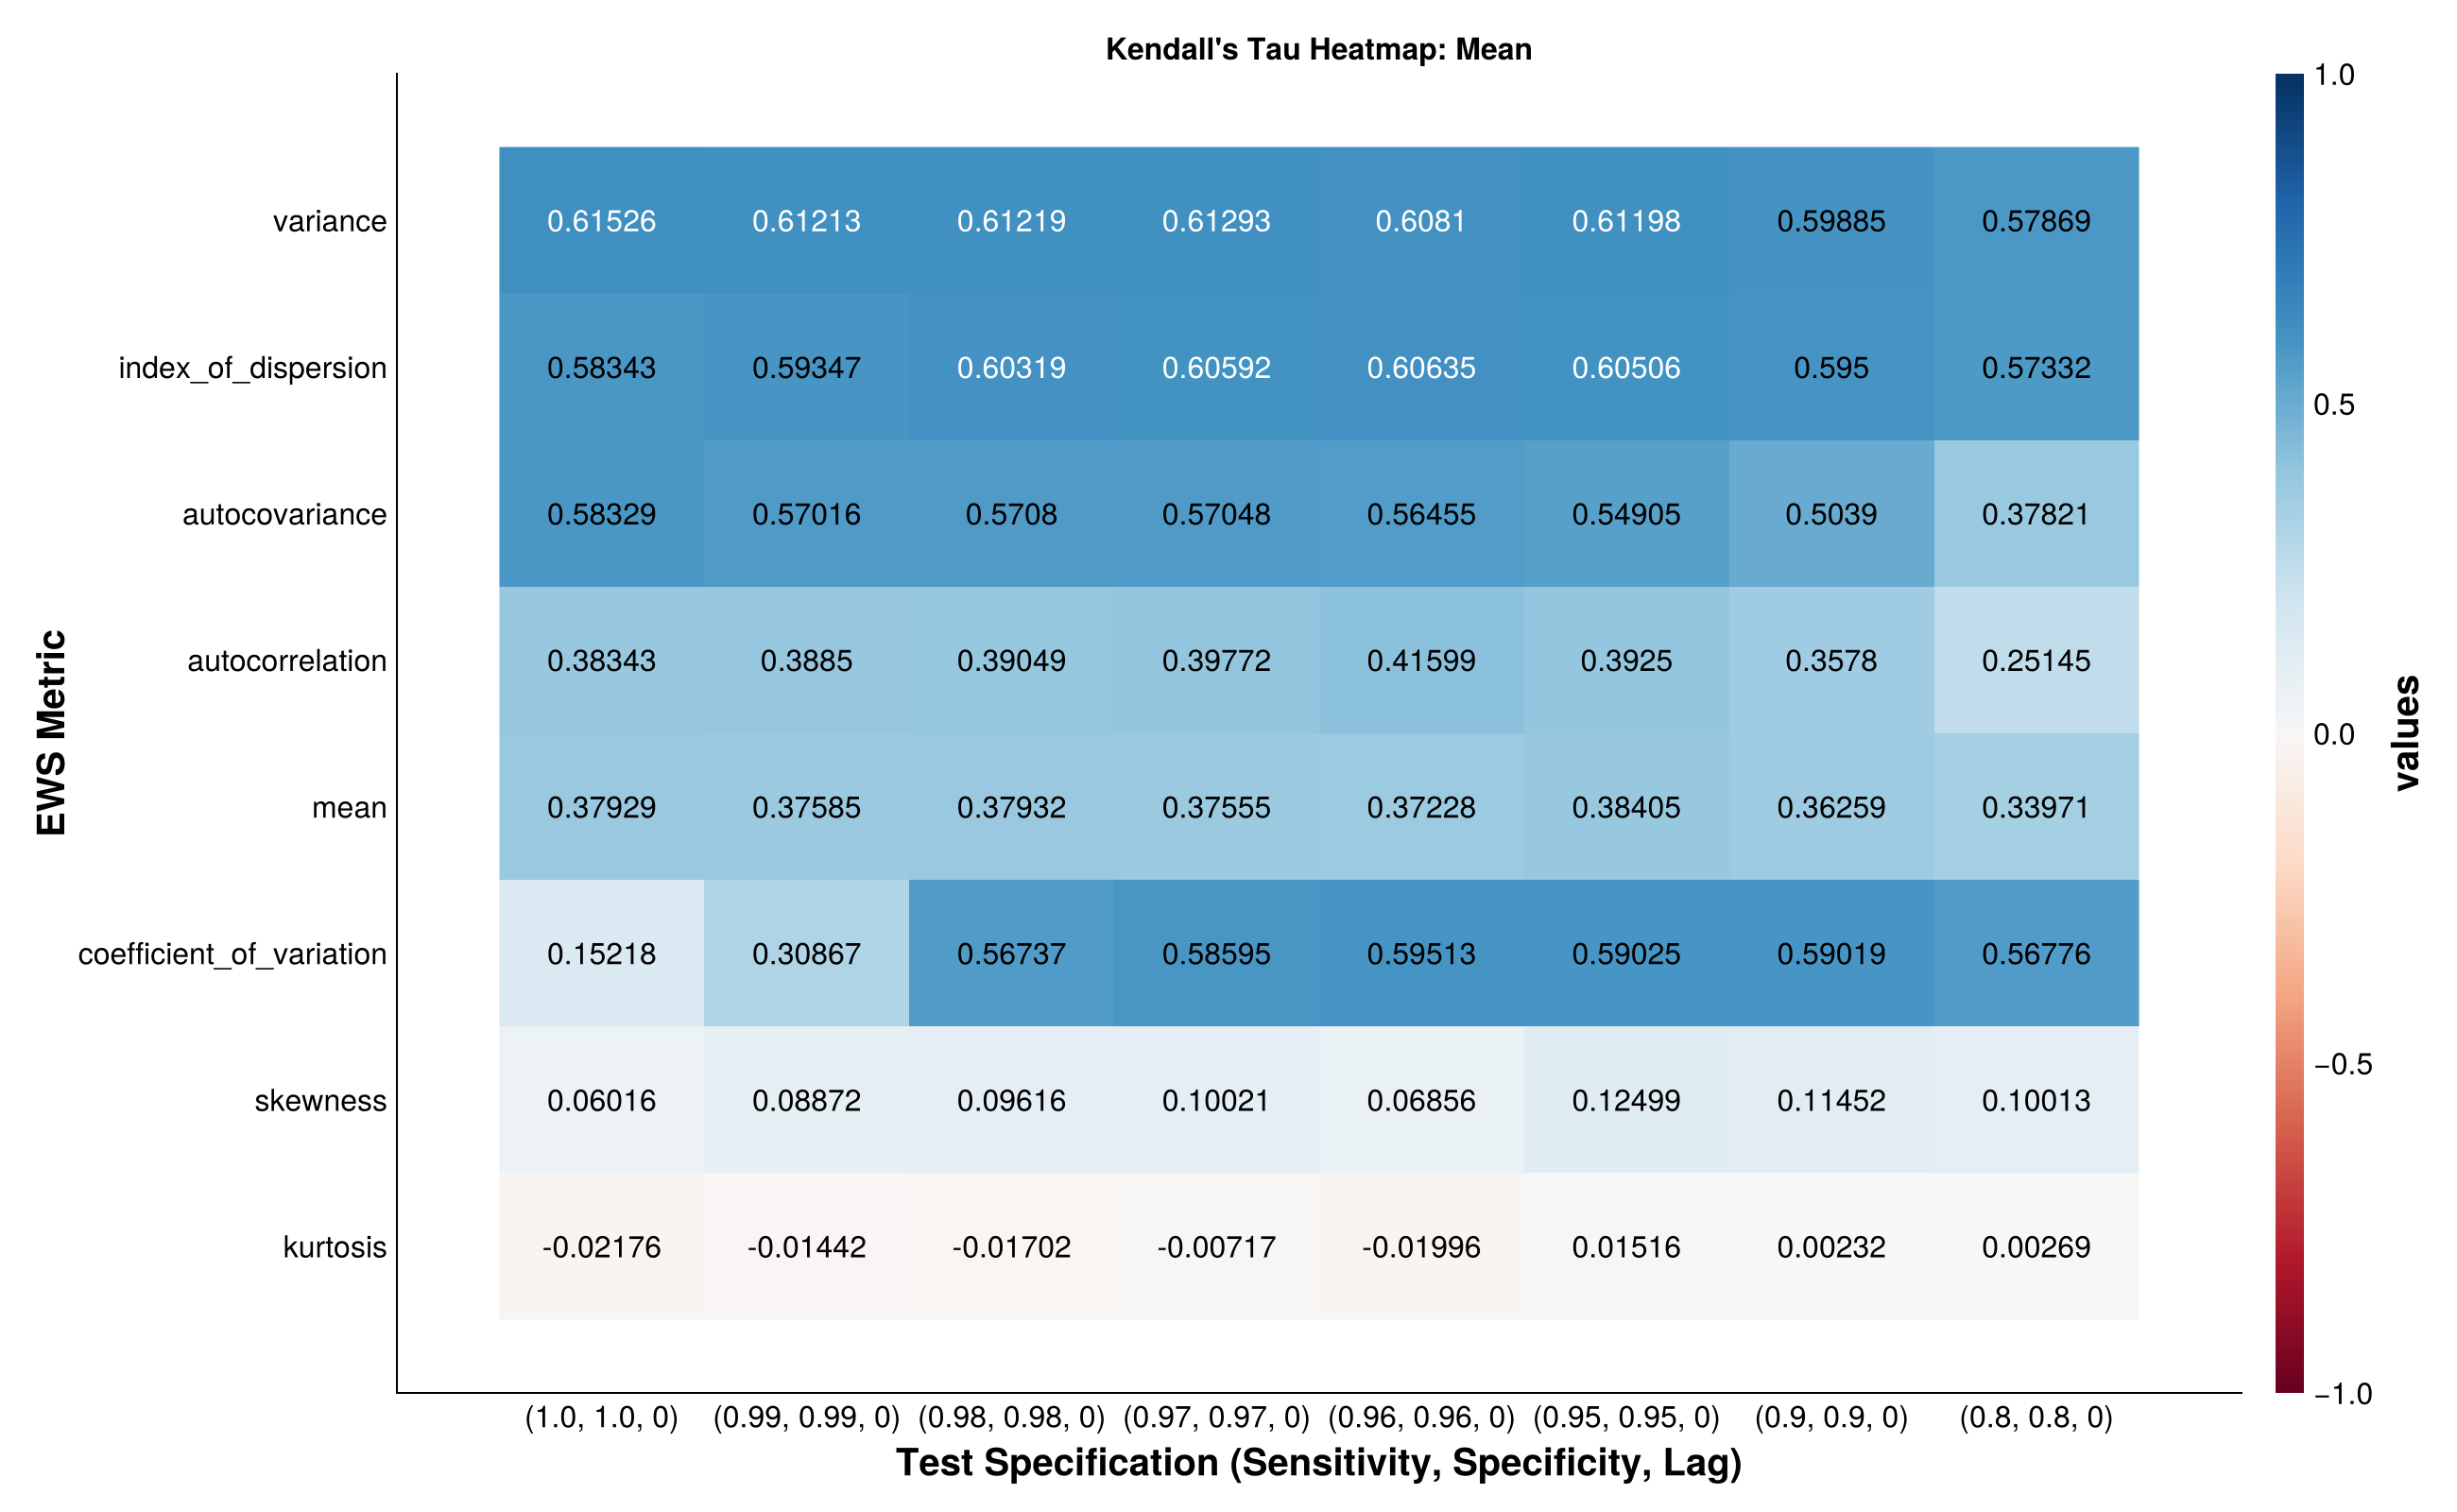 Kendall's Tau Heatmap: Mean
EWS Metric
variance 0.61526 0.61213 0.61219 0.61293 0.6081 0.61198 0.59885 0.57869
index_of_dispersion 0.58343 0.59347 0.60319 0.60592 0.60635 0.60506 0.595 0.57332
autocovariance 0.58329 0.57016 0.5708 0.57048 0.56455 0.54905 0.5039 0.37821
autocorrelation 0.38343 0.3885 0.39049 0.39772 0.41599 0.3925 0.3578 0.25145
mean 0.37929 0.37585 0.37932 0.37555 0.37228 0.38405 0.36259 0.33971
coefficient_of_variation 0.15218 0.30867 0.56737 0.58595 0.59513 0.59025 0.59019 0.56776
skewness 0.06016 0.08872 0.09616 0.10021 0.06856 0.12499 0.11452 0.10013
kurtosis -0.02176 -0.01442 -0.01702 -0.00717 -0.01996 0.01516 0.00232 0.00269
(1.0, 1.0, 0) (0.99, 0.99, 0) (0.98, 0.98, 0) (0.97, 0.97, 0) (0.96, 0.96, 0) (0.95, 0.95, 0) (0.9, 0.9, 0) (0.8, 0.8, 0)
Test Specification (Sensitivity, Specificity, Lag)
1.0
0.5
0.0
−0.5
−1.0
values